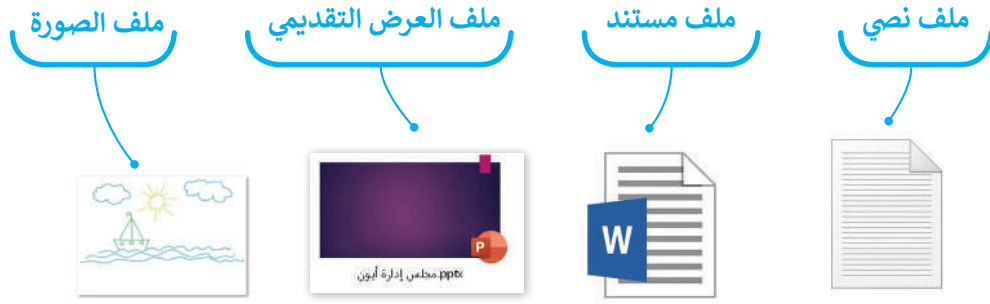 ملف نصي
ملف مستند
ملف العرض التقديمي
ملف الصورة
W
P
مجلس إدارة أيون.pptx